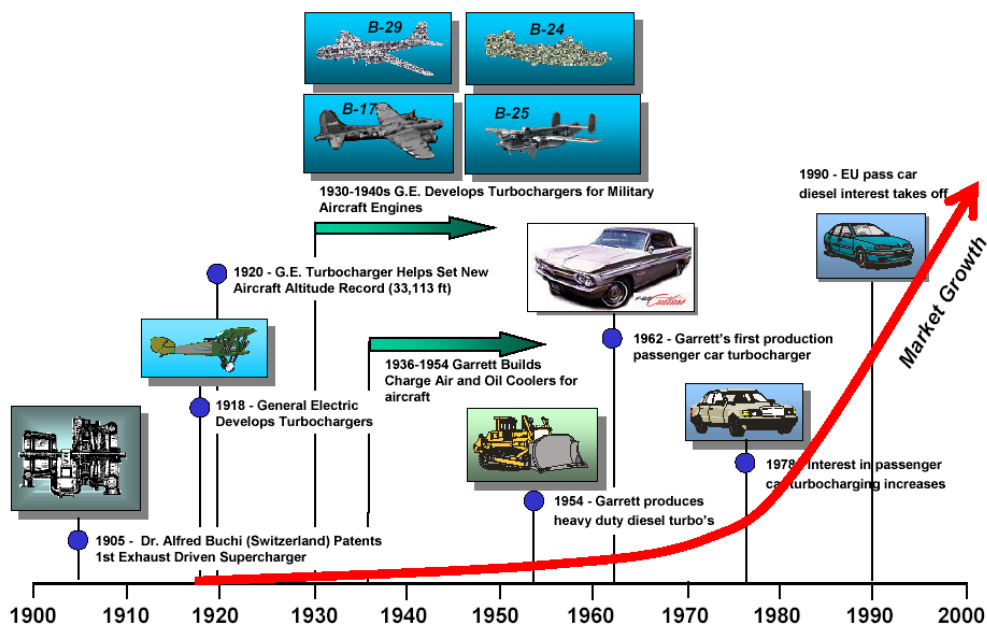 B-29
B-24
B-17
B-25
1930-1940s G.E. Develops Turbochargers for Military
Aircraft Engines
1990 - EU pass car
diesel interest takes off
1920 - G.E. Turbocharger Helps Set New
Aircraft Altitude Record (33,113 ft)
F-85 Cutlass
Market Growth
1962 - Garrett's first production
passenger car turbocharger
1936-1954 Garrett Builds
Charge Air and Oil Coolers for
aircraft
1918 - General Electric
Develops Turbochargers
1978 - Interest in passenger
car turbocharging increases
1954 - Garrett produces
heavy duty diesel turbo's
1905 - Dr. Alfred Buchi (Switzerland) Patents
1st Exhaust Driven Supercharger
1900 1910 1920 1930 1940 1950 1960 1970 1980 1990 2000